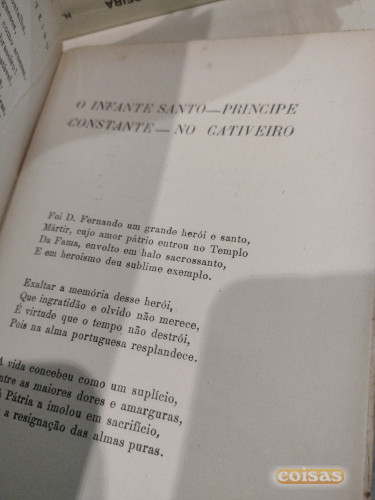 O INFANTE SANTO—PRINCIPE
CONSTANTE — NO CATIVEIRO
Foi D. Fernando um grande herói e santo,
Mártir, cujo amor pátrio entrou no Templo
Da Fama, envolto em halo sacrossanto,
E em heroísmo deu sublime exemplo.
Exaltar a memória desse herói,
Que ingratidão e olvido não merece,
É virtude que o tempo não destrói,
Pois na alma portuguesa resplandece.
A vida concebeu como um suplício,
ntre as maiores dores e amarguras,
Pátria a imolou em sacrifício,
a resignação das almas puras.
coisas